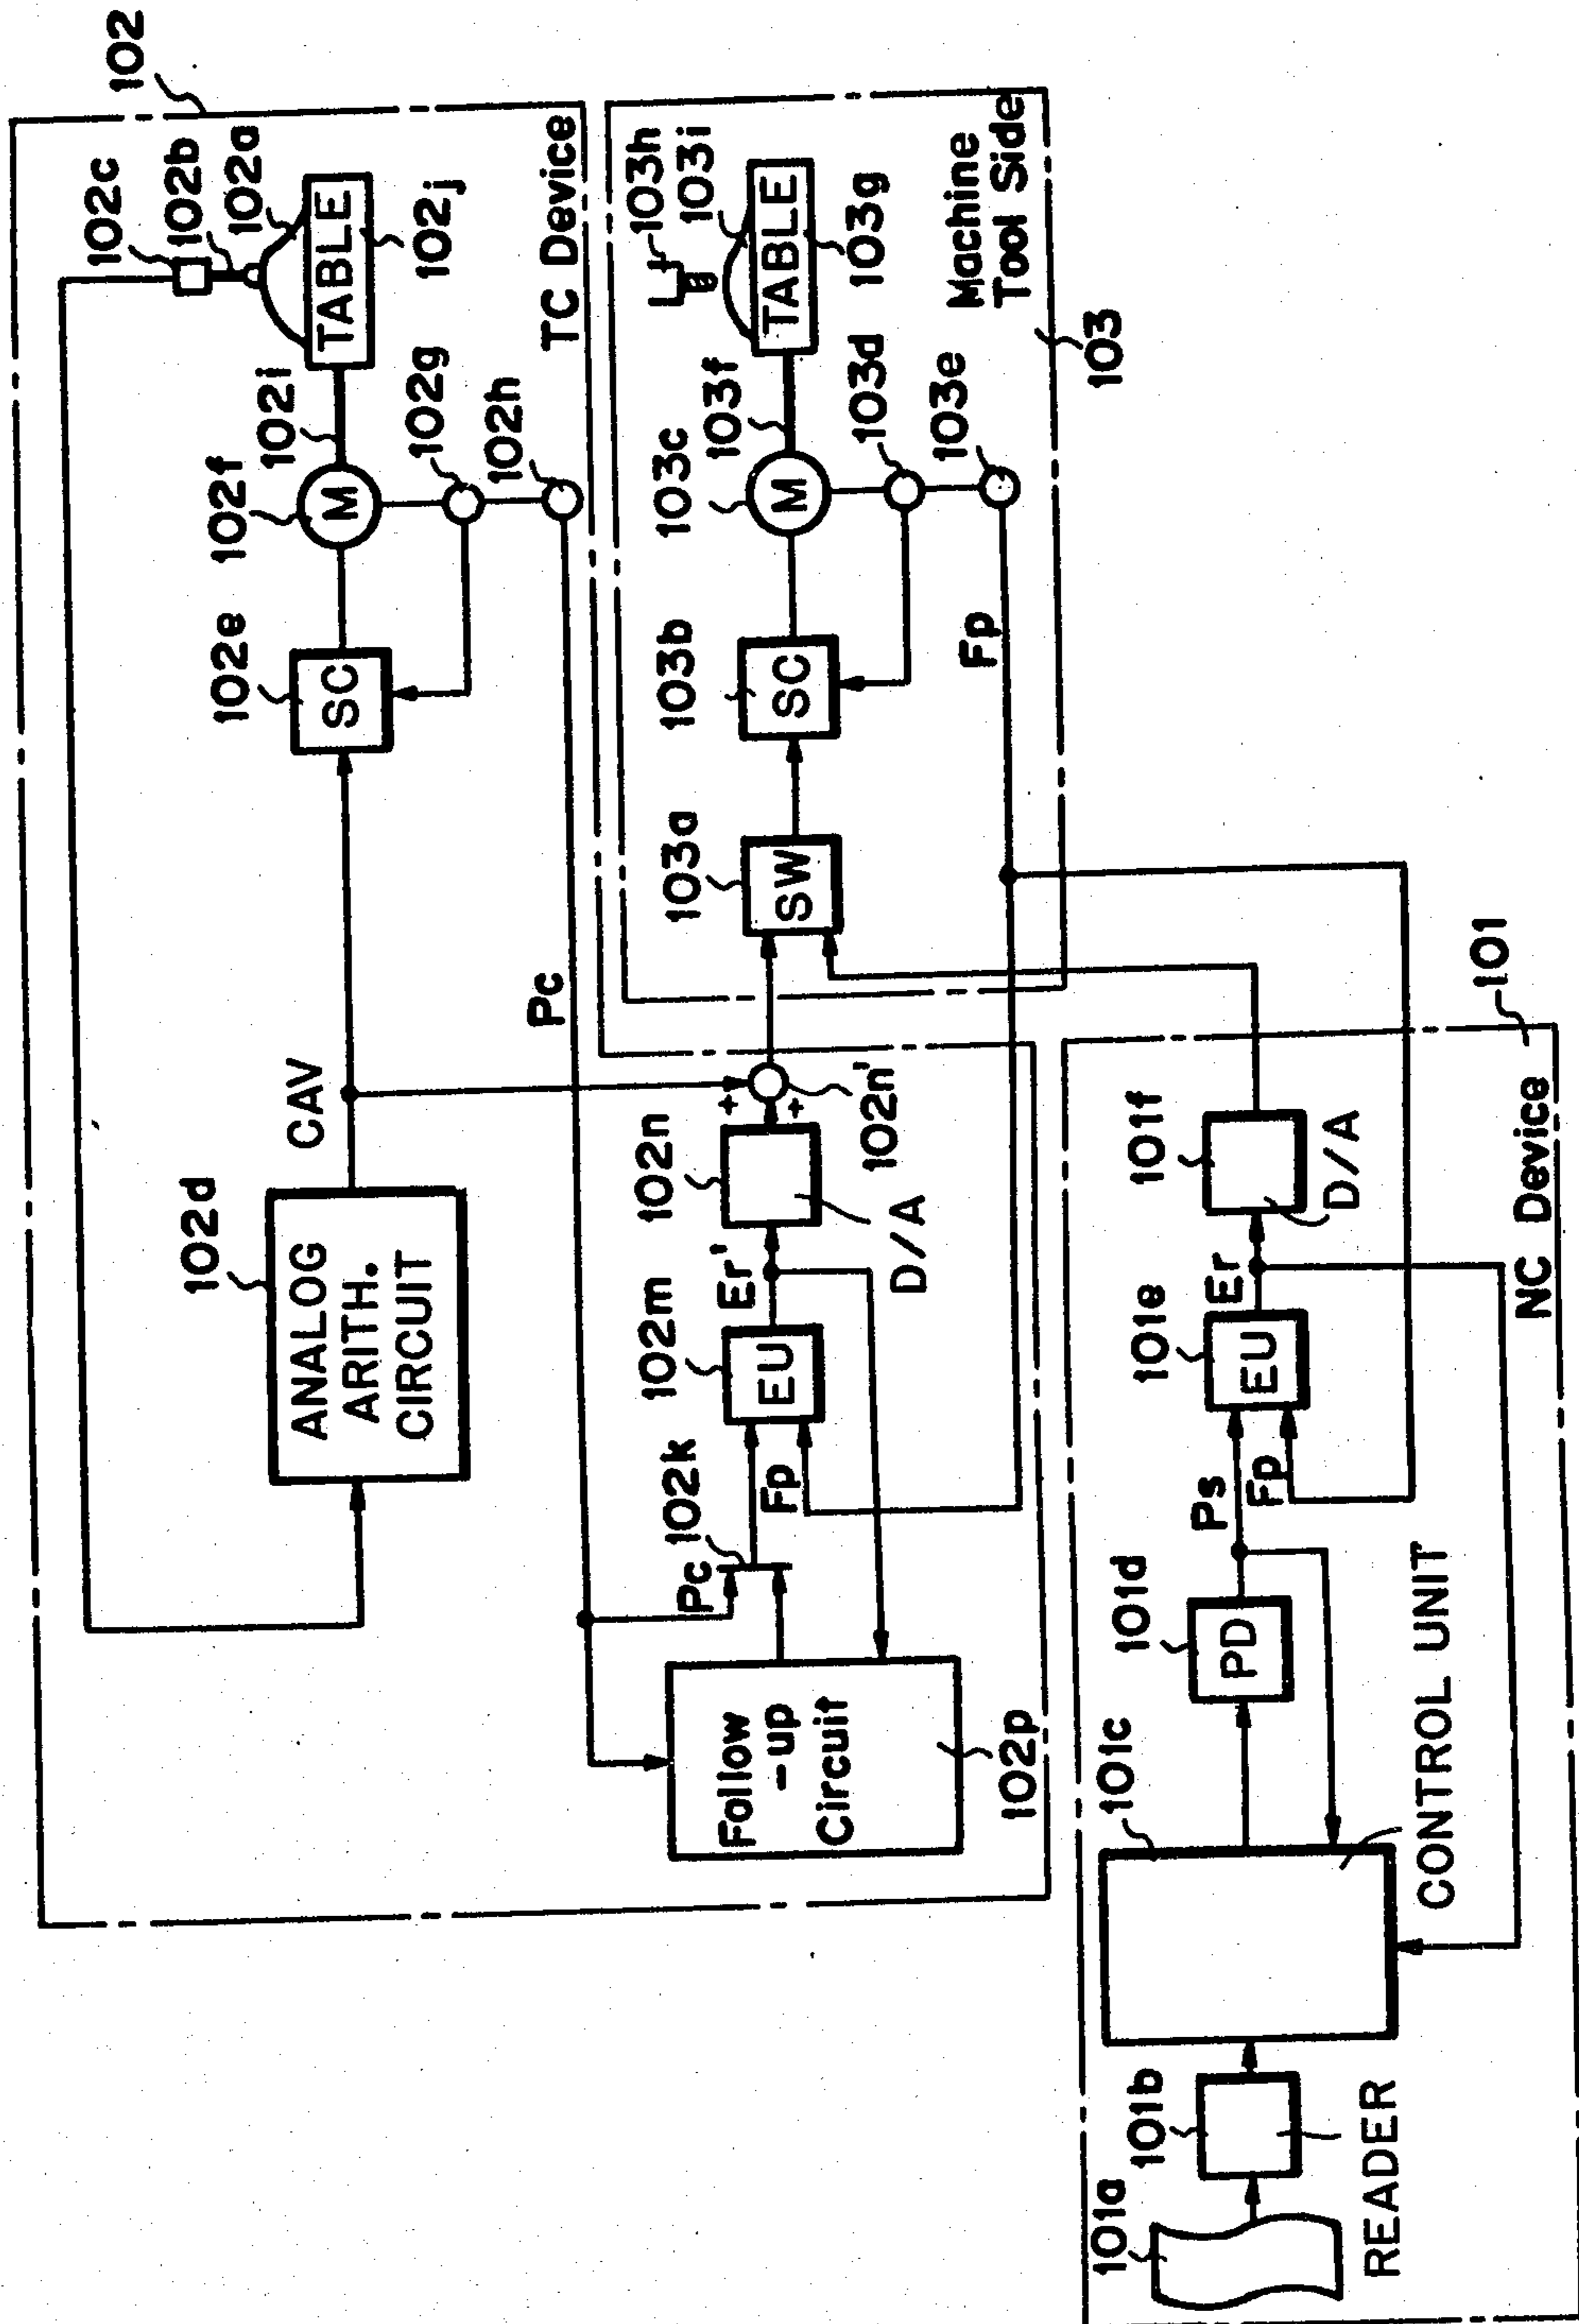 102
102c
102b
102a
TABLE
102j
102i
102f
M
102g
102h
102e
SC
TC Device
CAV
102d
ANALOG
ARITH.
CIRCUIT
Pc
103h
103i
TABLE
103g
103f
103c
M
103d
103e
103b
SC
103a
SW
Fp
Machine
Tool Side
103
+
+
102n'
102n
D/A
Er'
102m
EU
102k
Pc
Fp
Follow
-up
Circuit
102p
101
NC Device
101f
D/A
Er
101e
EU
Ps
Fp
101d
PD
101c
CONTROL UNIT
101b
READER
101a